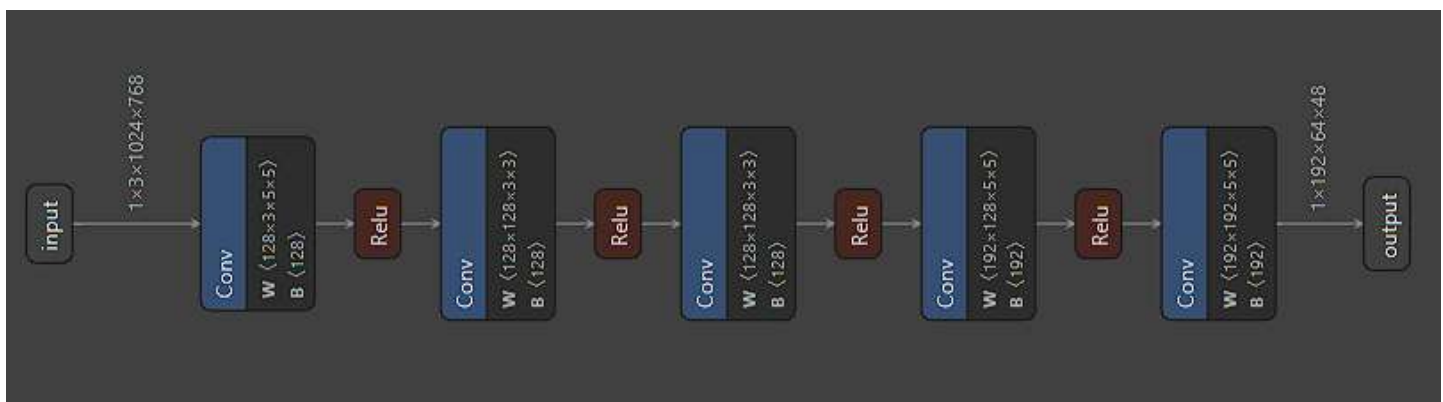 input
1×3×1024×768
Conv
W ⟨128×3×5×5⟩
B ⟨128⟩
Relu
Conv
W ⟨128×128×3×3⟩
B ⟨128⟩
Relu
Conv
W ⟨128×128×3×3⟩
B ⟨128⟩
Relu
Conv
W ⟨192×128×5×5⟩
B ⟨192⟩
Relu
Conv
W ⟨192×192×5×5⟩
B ⟨192⟩
1×192×64×48
output